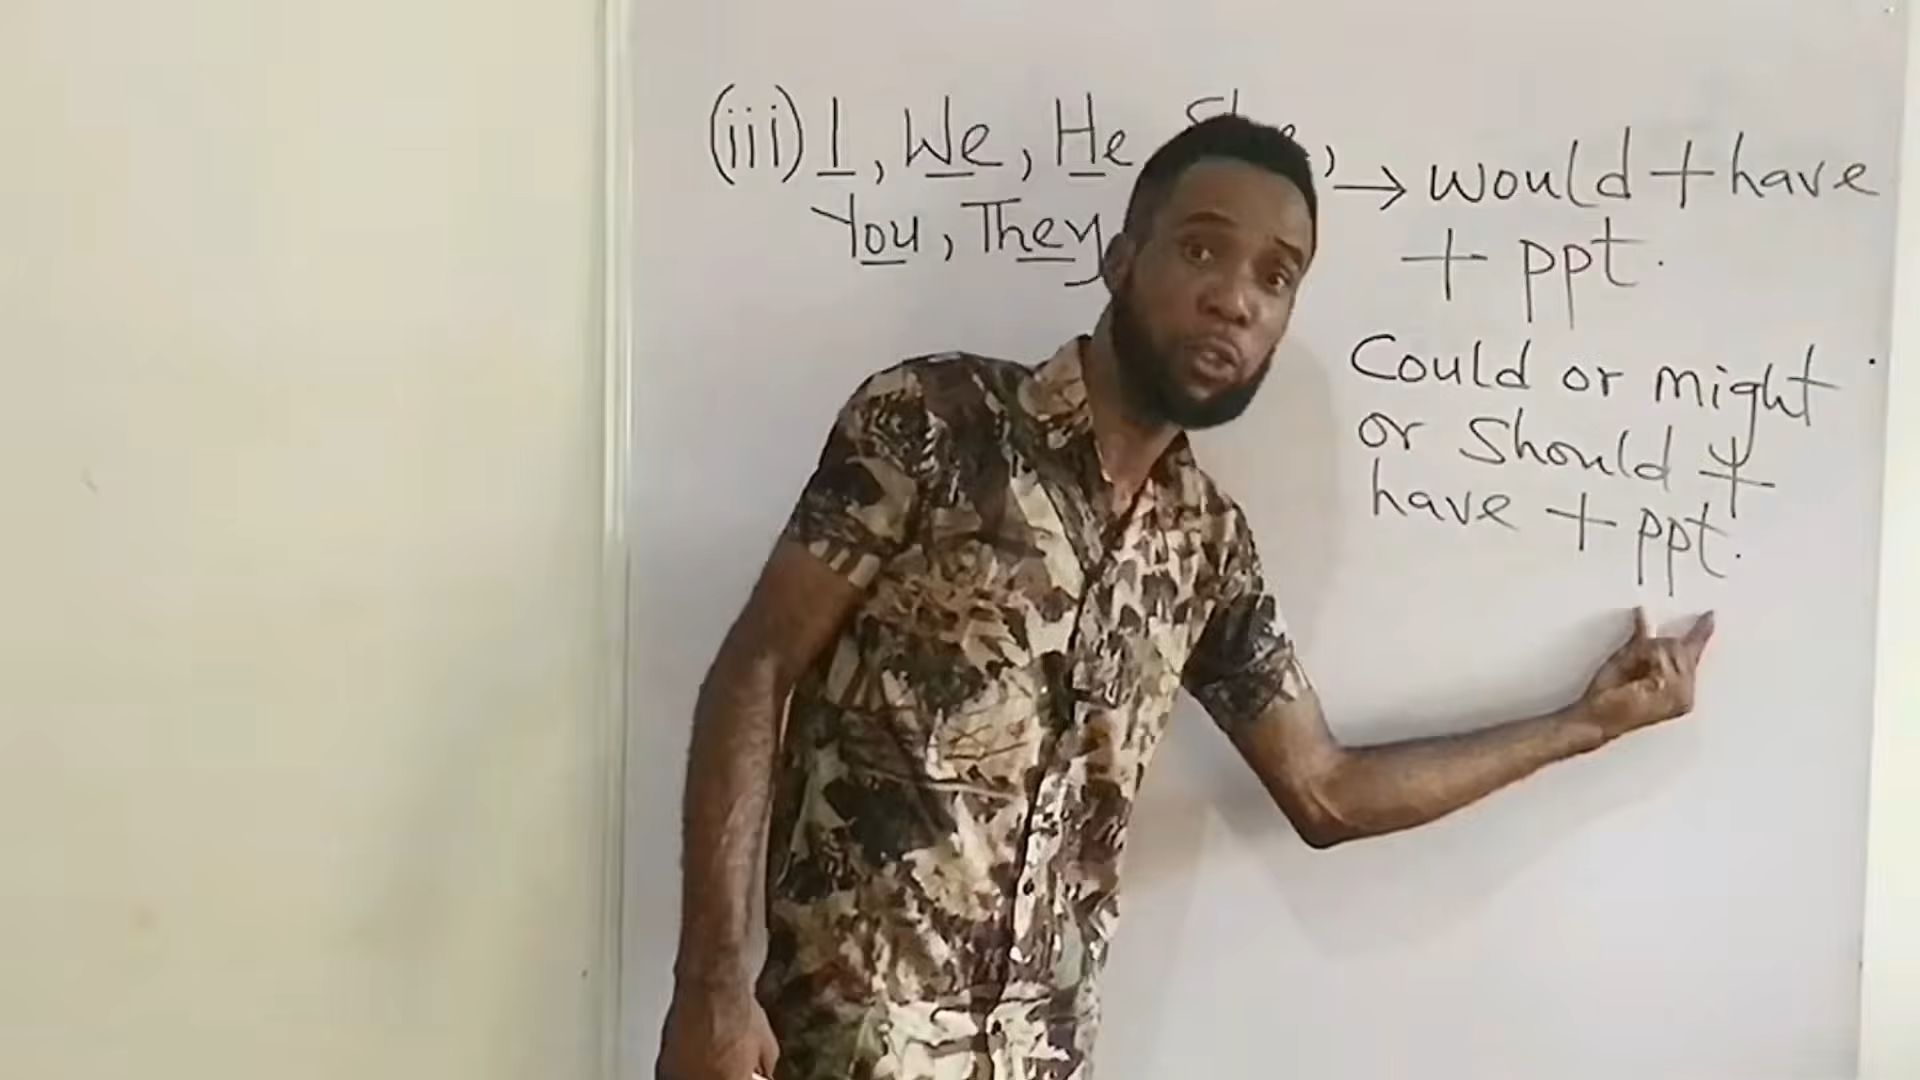 (iii) I, We, He She, → would + have
You, They + ppt.
Could or might
or should +
have + ppt.